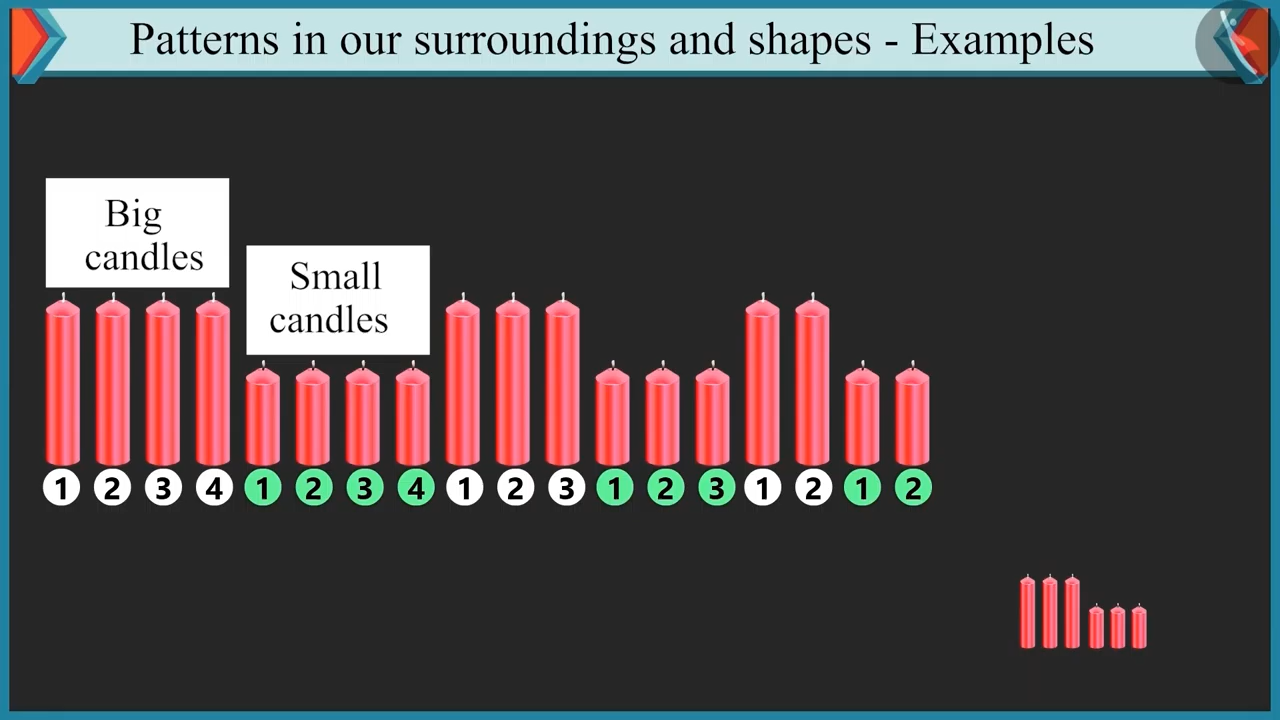 Patterns in our surroundings and shapes - Examples
Big
candles
Small
candles
1 2 3 4 1 2 3 4 1 2 3 1 2 3 1 2 1 2